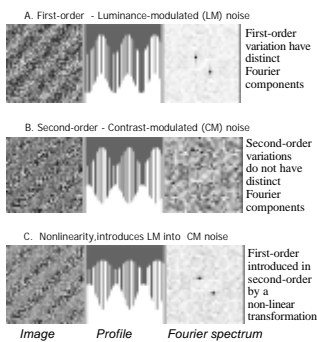 A. First-order - Luminance-modulated (LM) noise
First-order
variation have
distinct
Fourier
components
B. Second-order - Contrast-modulated (CM) noise
Second-order
variations
do not have
distinct
Fourier
components
C. Nonlinearity,introduces LM into CM noise
First-order
introduced in
second-order
by a
non-linear
transformation
Image Profile Fourier spectrum